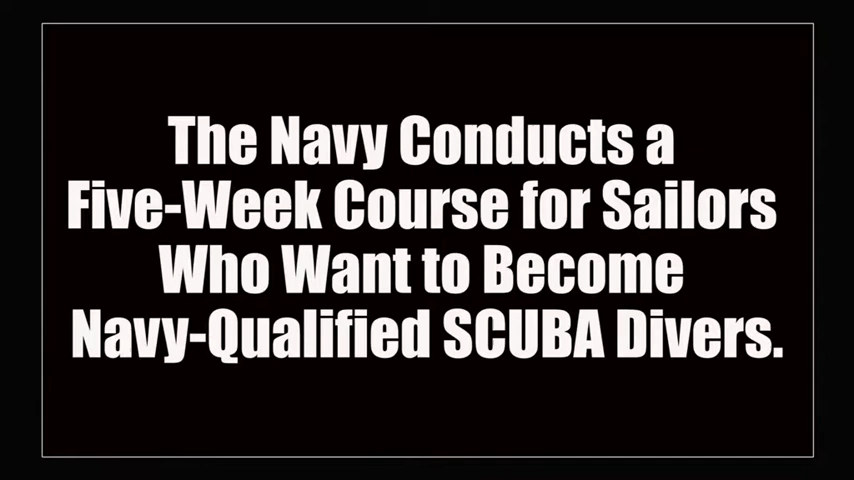 The Navy Conducts a
Five-Week Course for Sailors
Who Want to Become
Navy-Qualified SCUBA Divers.